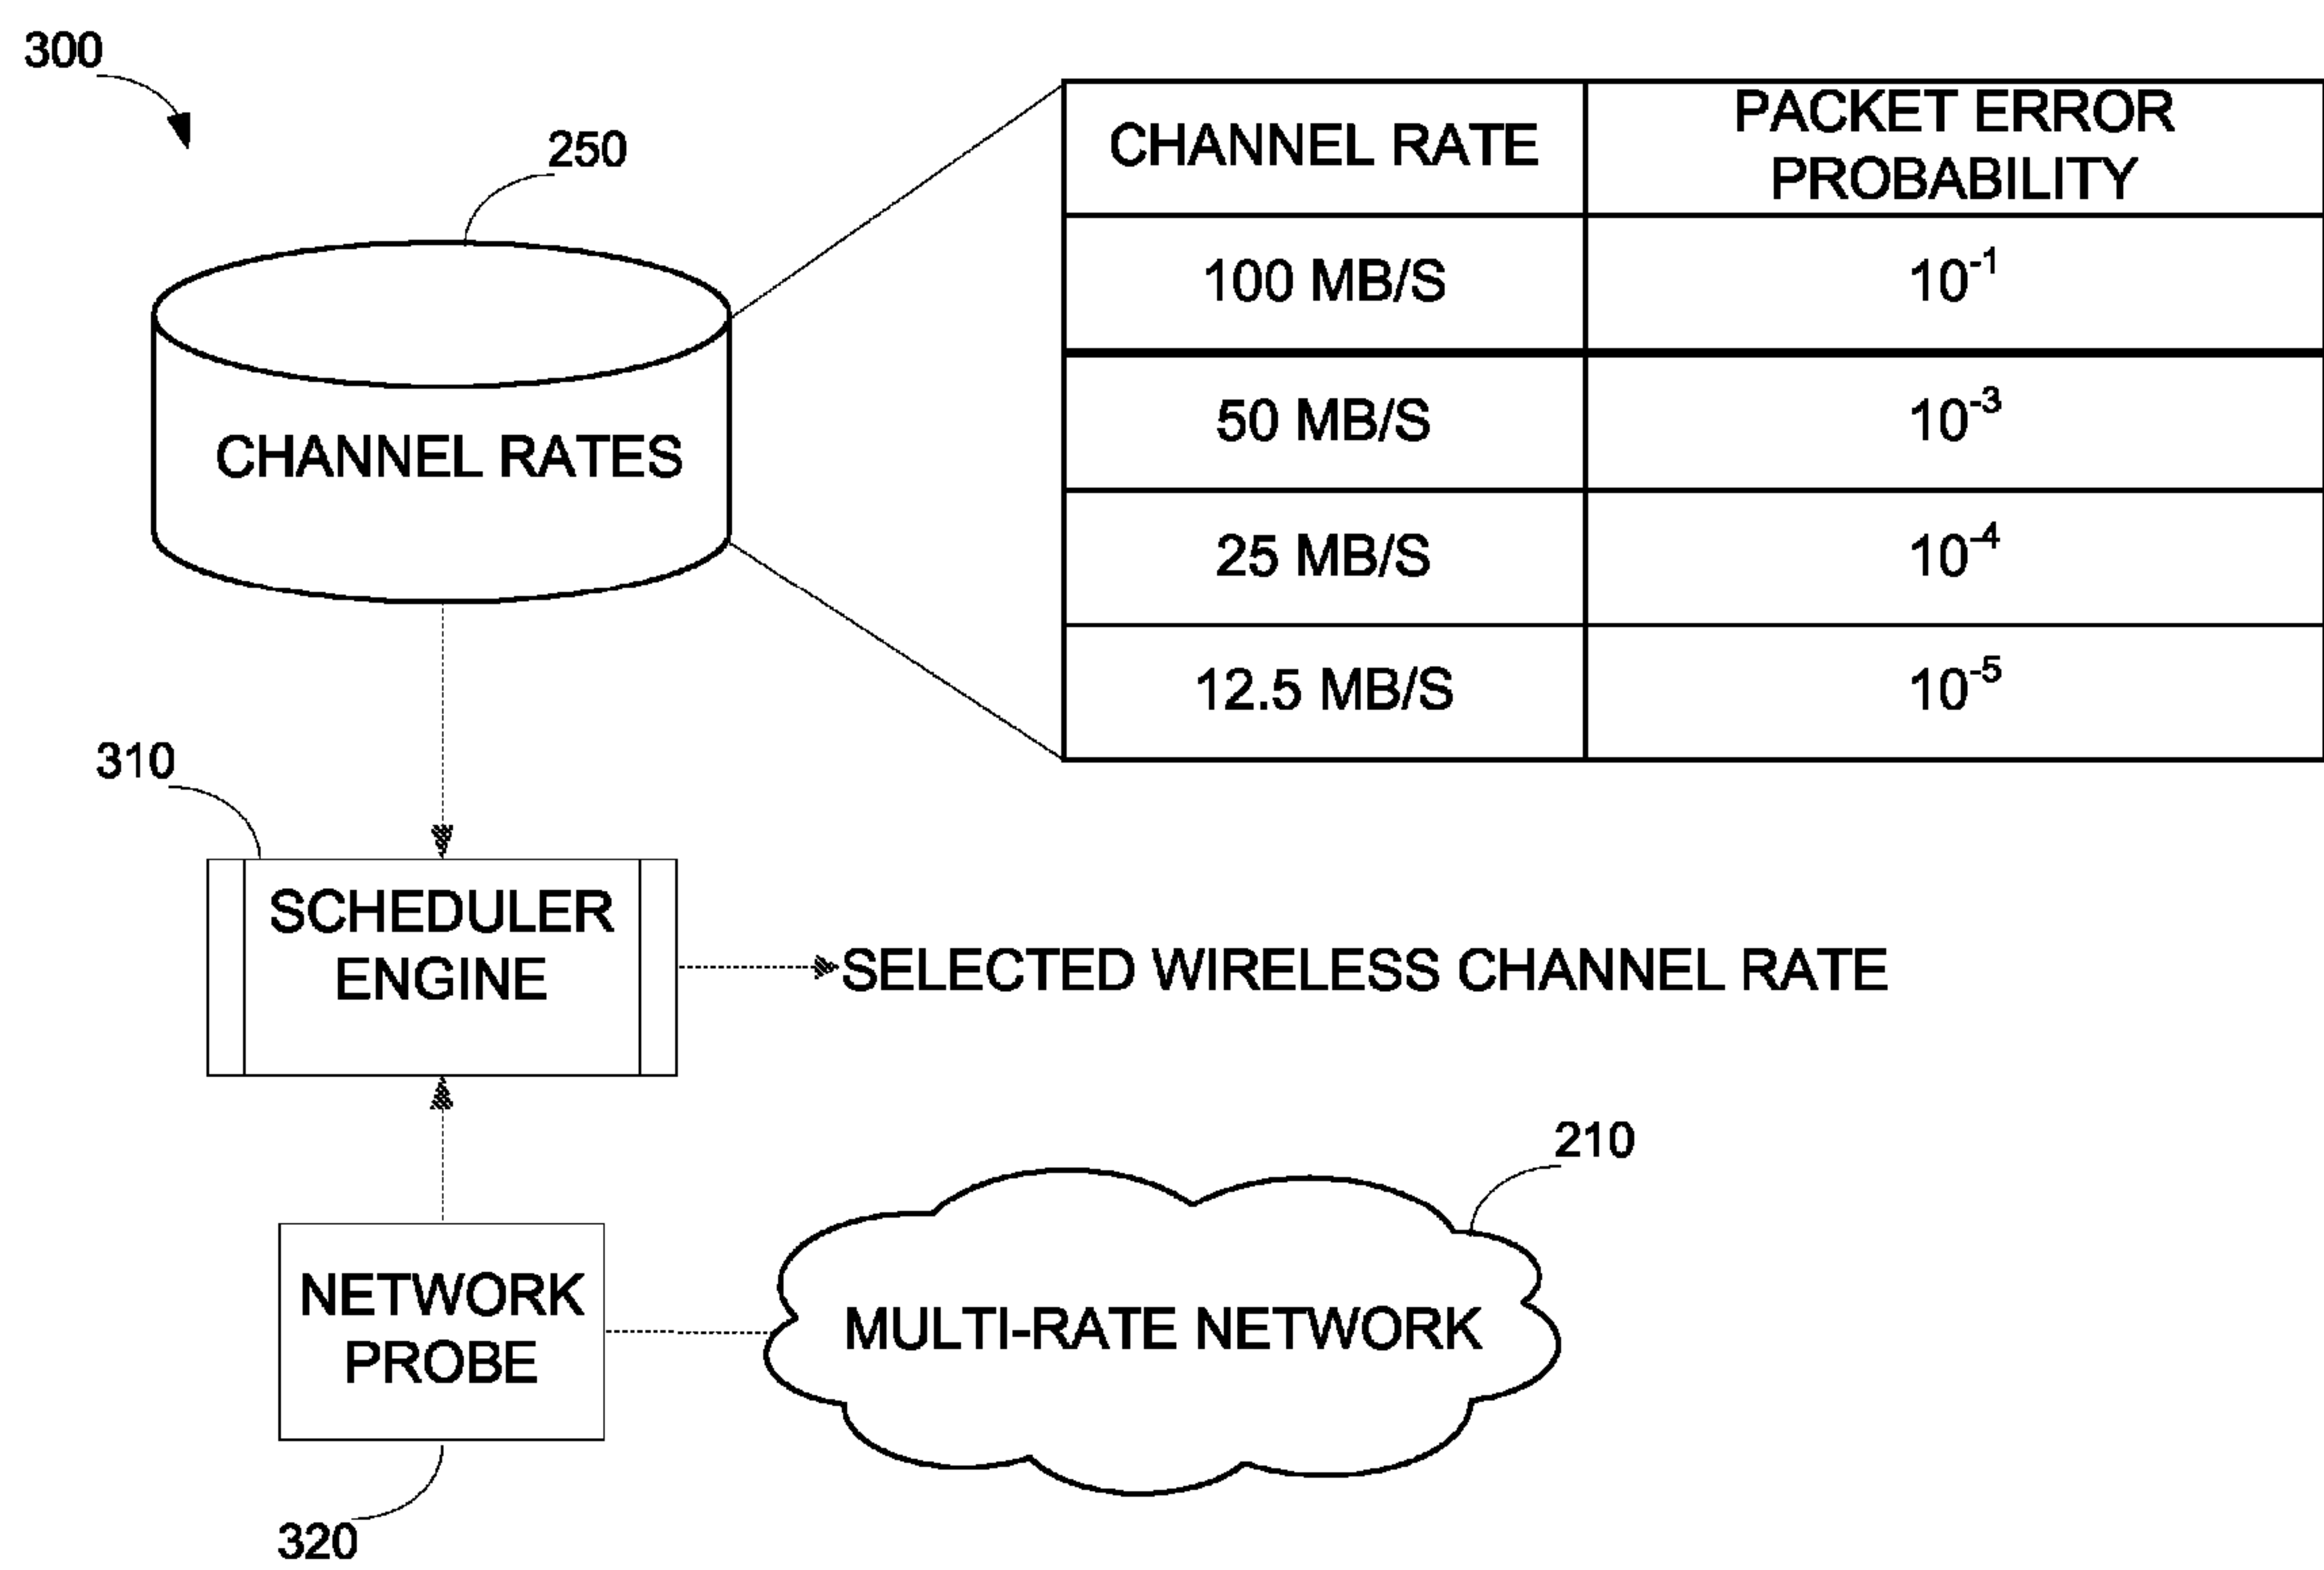 300
250
CHANNEL RATE
PACKET ERROR
PROBABILITY
100 MB/S
10⁻¹
50 MB/S
10⁻³
25 MB/S
10⁻⁴
12.5 MB/S
10⁻⁵
CHANNEL RATES
310
SCHEDULER
ENGINE
SELECTED WIRELESS CHANNEL RATE
210
NETWORK
PROBE
MULTI-RATE NETWORK
320